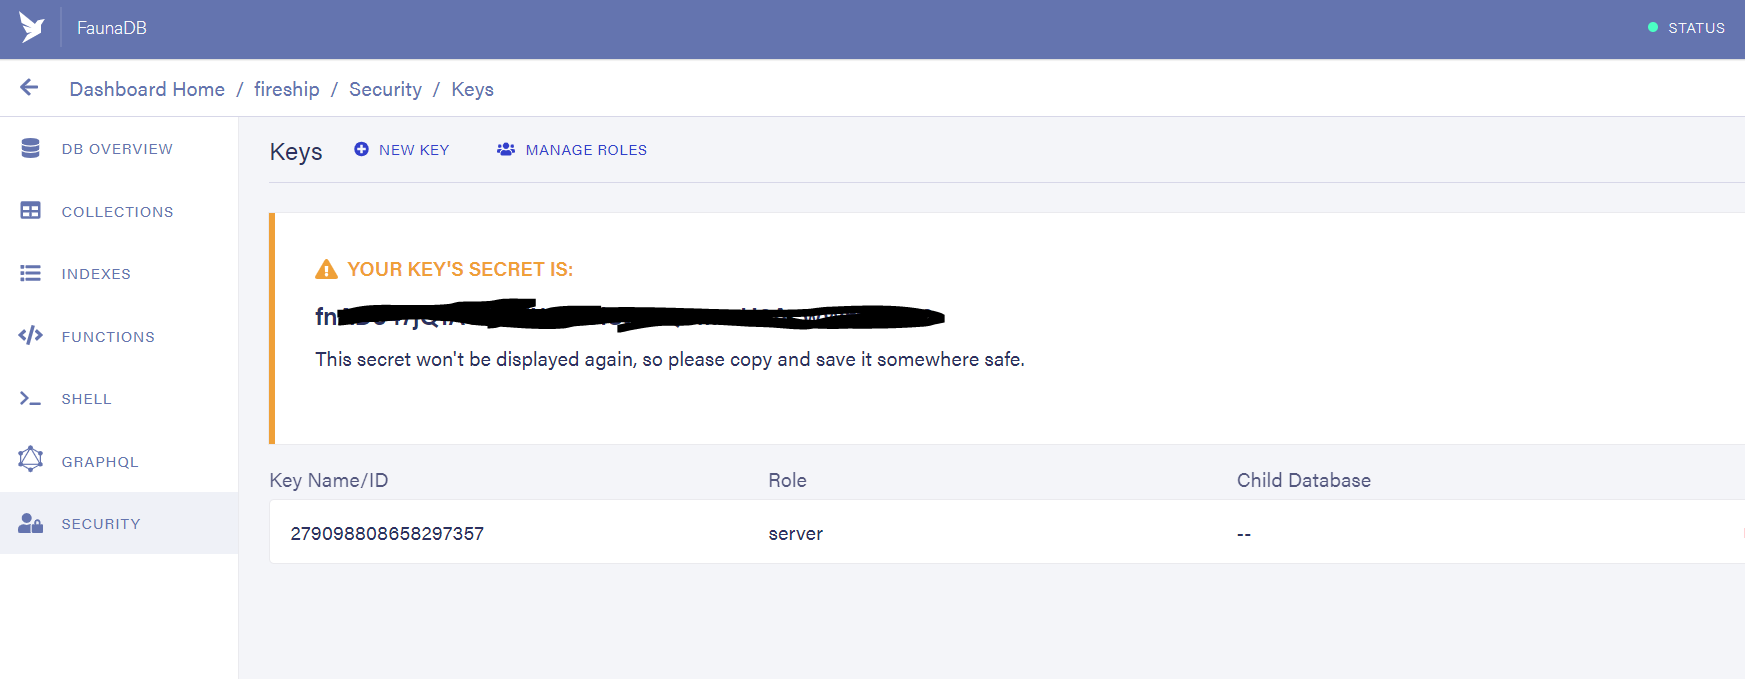 FaunaDB
STATUS
Dashboard Home / fireship / Security / Keys
DB OVERVIEW
COLLECTIONS
INDEXES
FUNCTIONS
SHELL
GRAPHQL
SECURITY
Keys
NEW KEY
MANAGE ROLES
YOUR KEY'S SECRET IS:
This secret won't be displayed again, so please copy and save it somewhere safe.
Key Name/ID Role Child Database
279098808658297357 server --